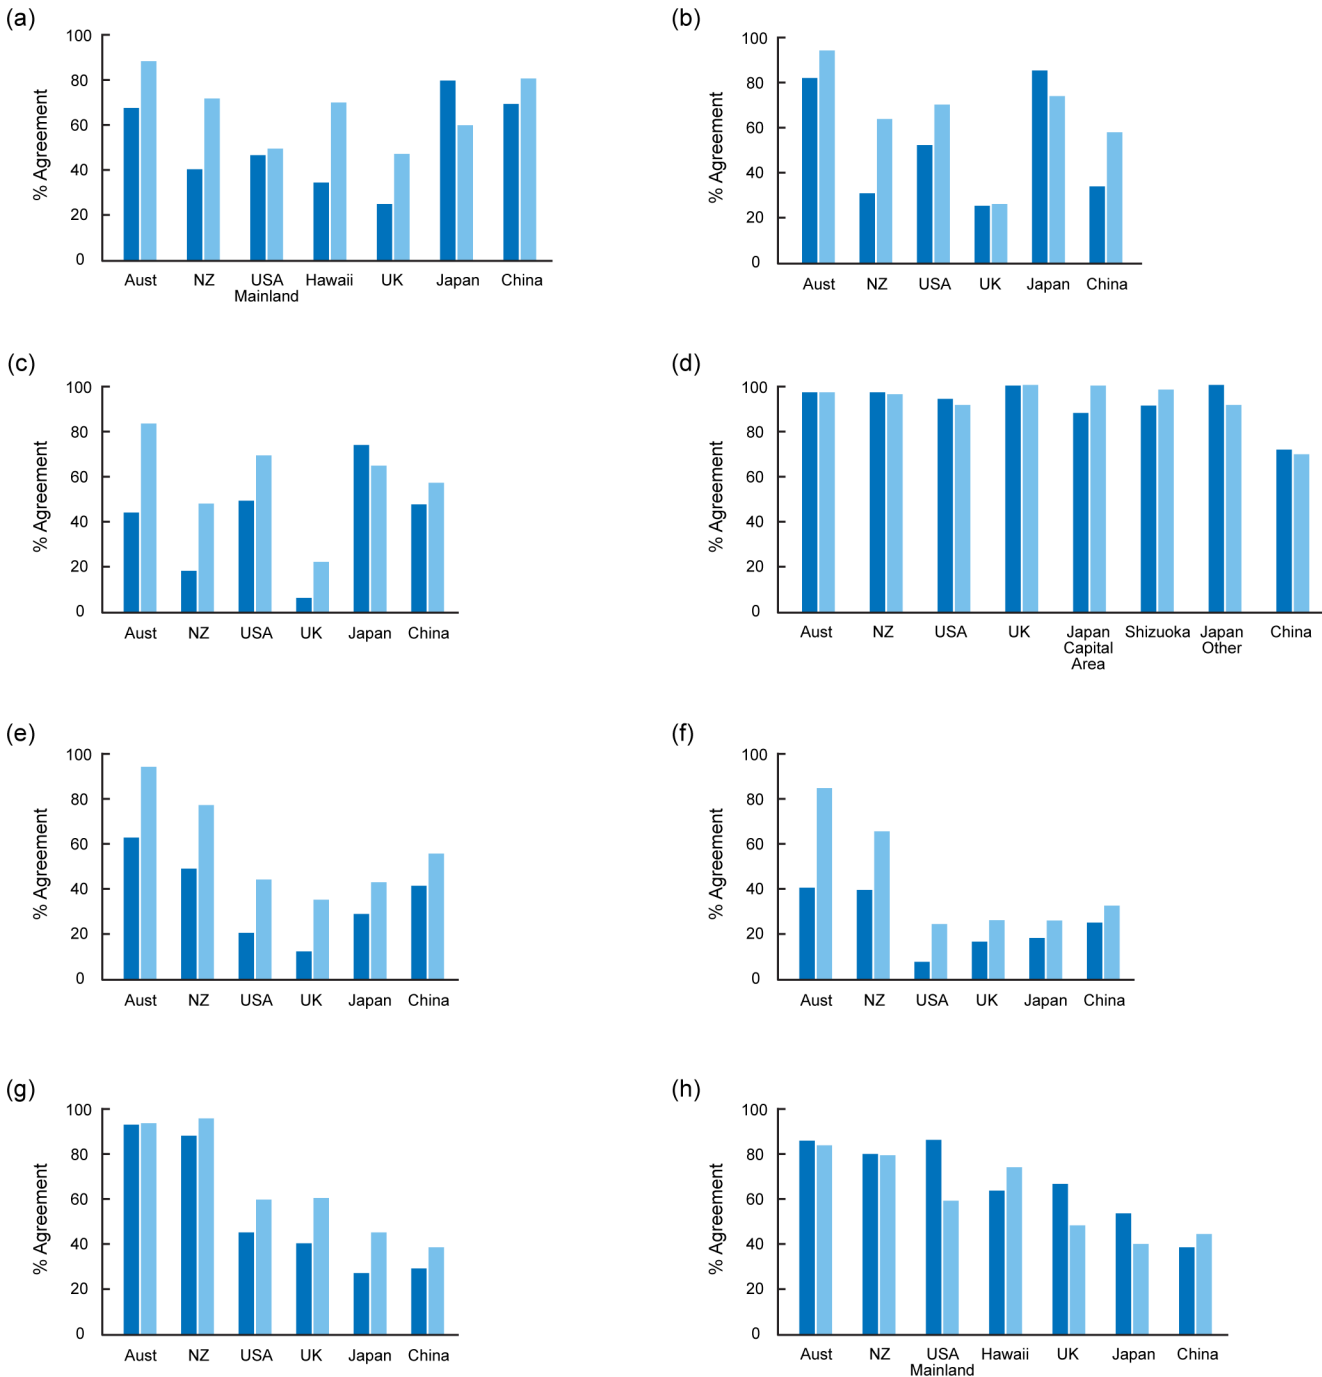 (a)
100
80
60
40
20
0
% Agreement
Aust NZ USA Hawaii UK Japan China
Mainland
(b)
100
80
60
40
20
0
% Agreement
Aust NZ USA UK Japan China
(c)
100
80
60
40
20
0
% Agreement
Aust NZ USA UK Japan China
(d)
100
80
60
40
20
0
% Agreement
Aust NZ USA UK Japan Shizuoka Japan China
Capital Other
Area
(e)
100
80
60
40
20
0
% Agreement
Aust NZ USA UK Japan China
(f)
100
80
60
40
20
0
% Agreement
Aust NZ USA UK Japan China
(g)
100
80
60
40
20
0
% Agreement
Aust NZ USA UK Japan China
(h)
100
80
60
40
20
0
% Agreement
Aust NZ USA Hawaii UK Japan China
Mainland